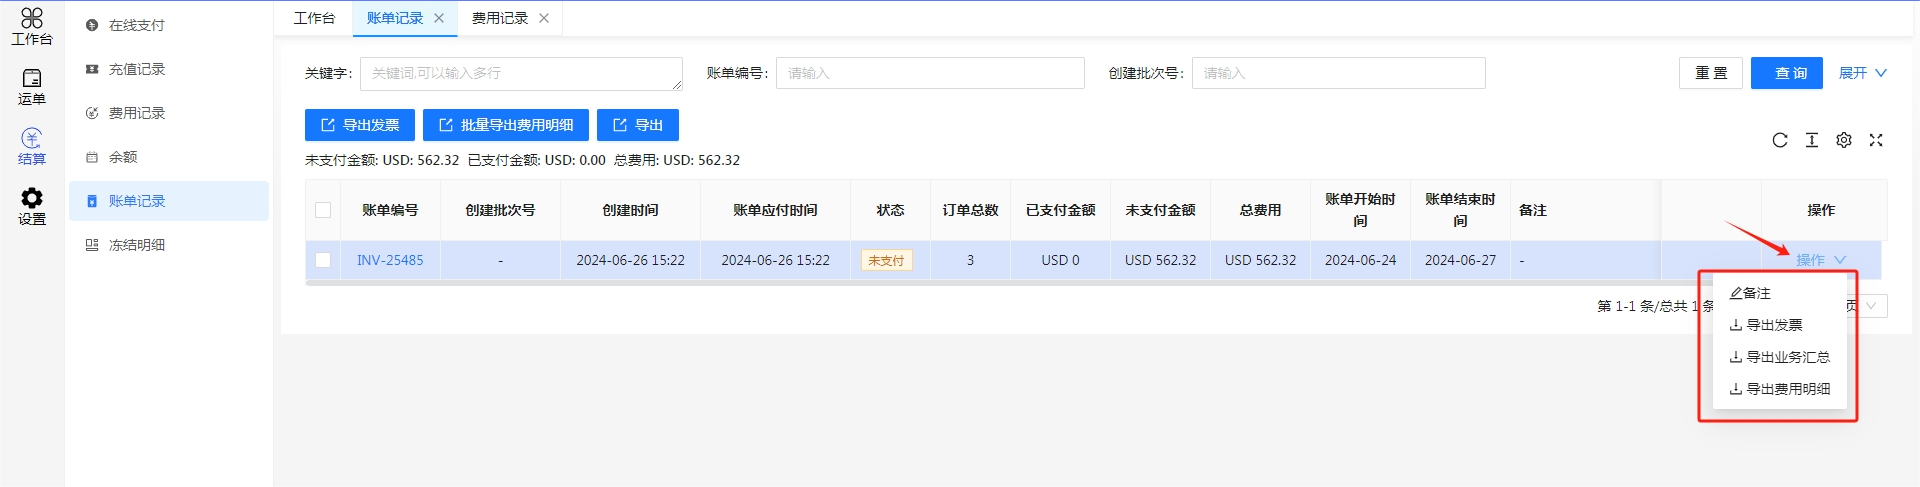 工作台
运单
结算
设置
在线支付
充值记录
费用记录
余额
账单记录
冻结明细
工作台 账单记录 费用记录
关键字: 关键词,可以输入多行 账单编号: 请输入 创建批次号: 请输入 重 置 查 询 展开
导出发票 批量导出费用明细 导出
未支付金额: USD: 562.32 已支付金额: USD: 0.00 总费用: USD: 562.32
账单编号 创建批次号 创建时间 账单应付时间 状态 订单总数 已支付金额 未支付金额 总费用 账单开始时间 账单结束时间 备注 操作
INV-25485 - 2024-06-26 15:22 2024-06-26 15:22 未支付 3 USD 0 USD 562.32 USD 562.32 2024-06-24 2024-06-27 - 操作
第 1-1 条/总共 1 条 页
备注
导出发票
导出业务汇总
导出费用明细